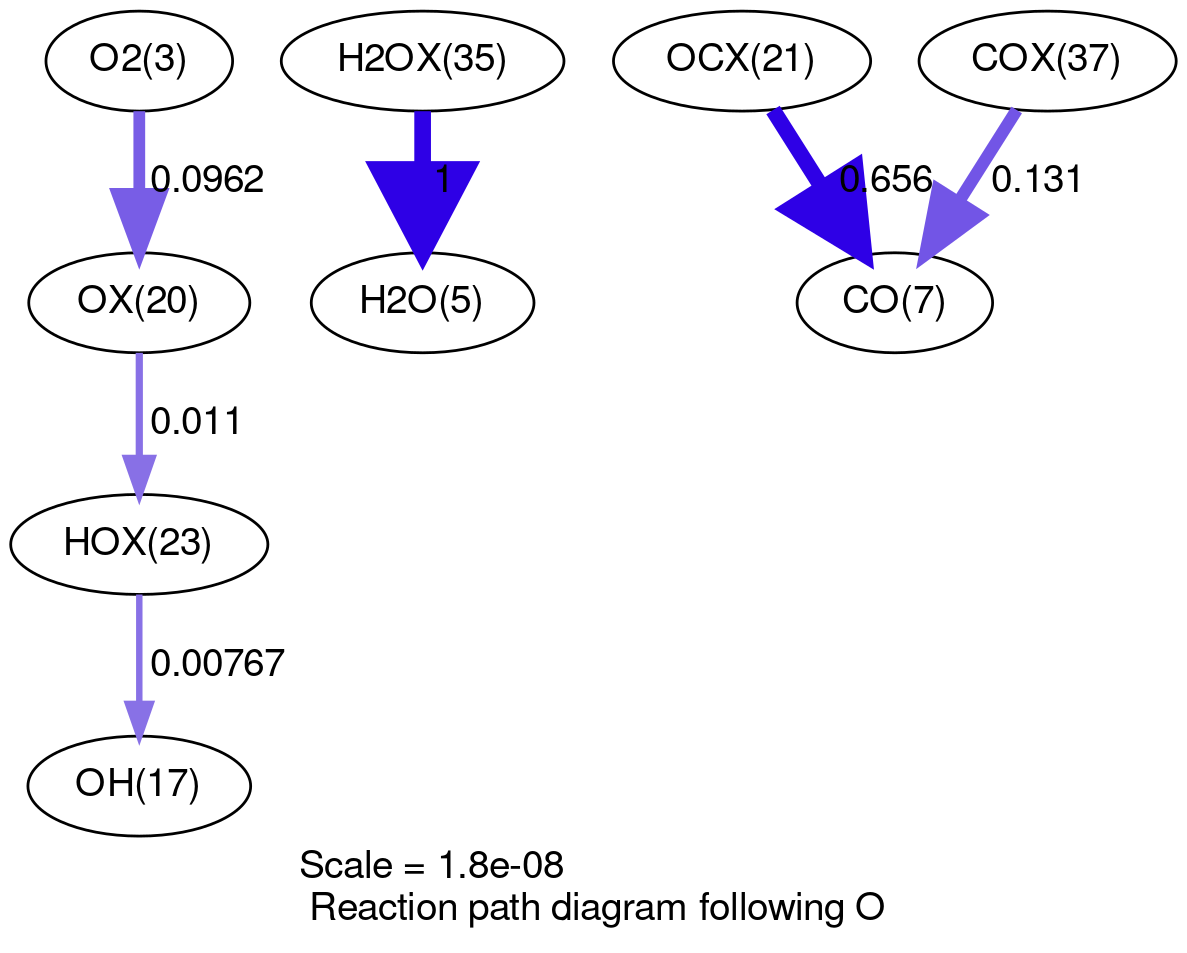 O2(3)
H2OX(35)
OCX(21)
COX(37)
0.0962
1
0.656
0.131
OX(20)
H2O(5)
CO(7)
0.011
HOX(23)
0.00767
OH(17)
Scale = 1.8e-08
Reaction path diagram following O